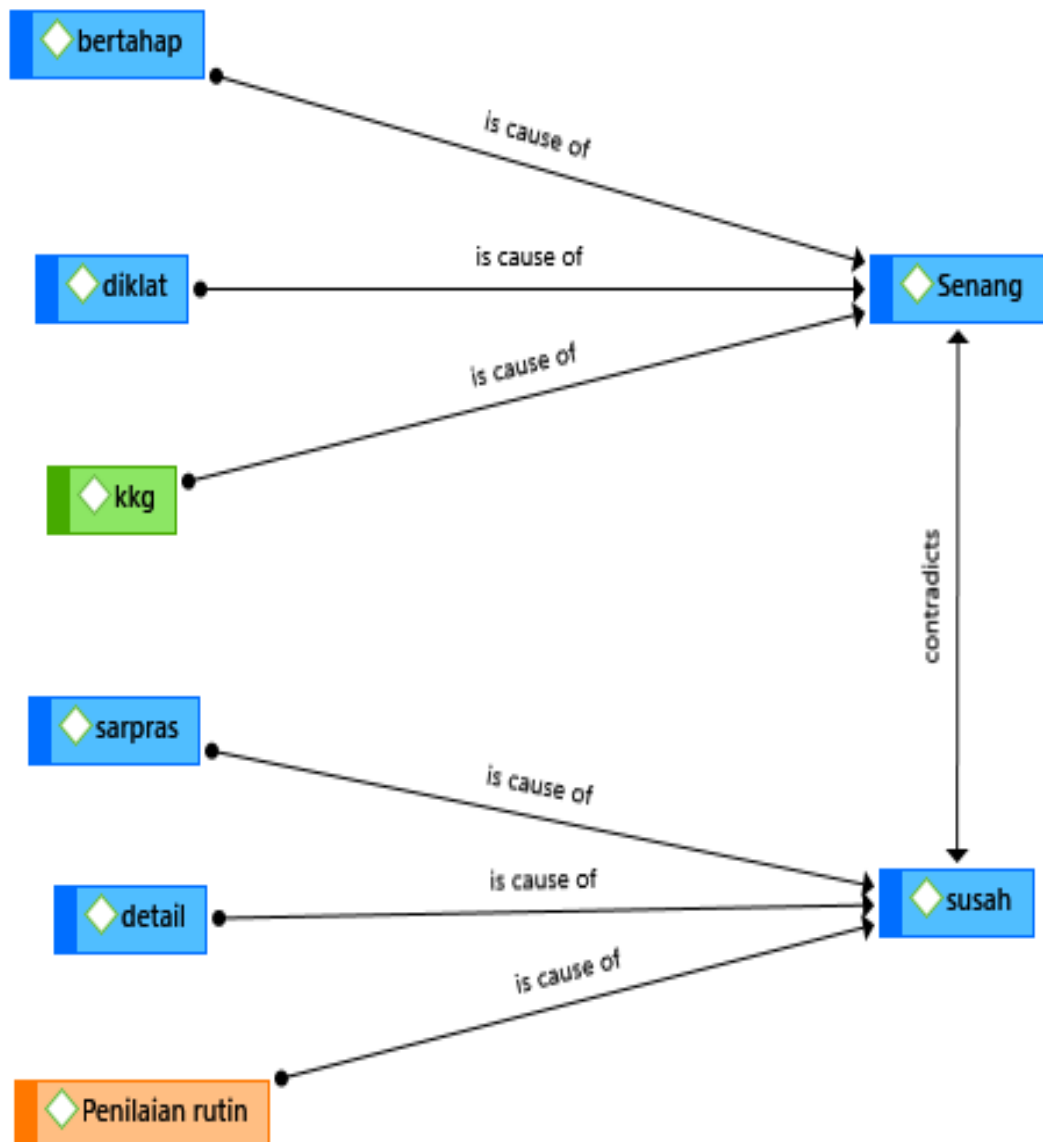 bertahap
is cause of
diklat
is cause of
Senang
is cause of
kkg
contradicts
sarpras
is cause of
detail
is cause of
susah
is cause of
Penilaian rutin